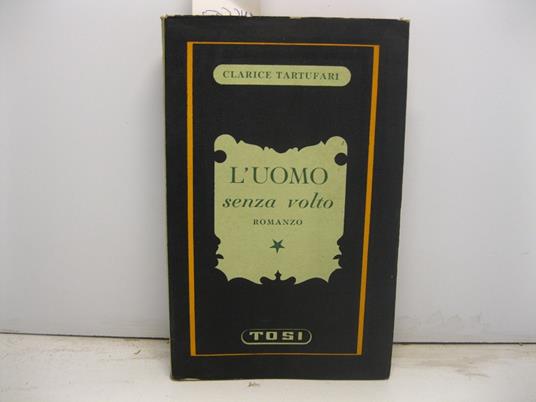 CLARICE TARTUFARI
L'UOMO
senza volto
ROMANZO
TOSI